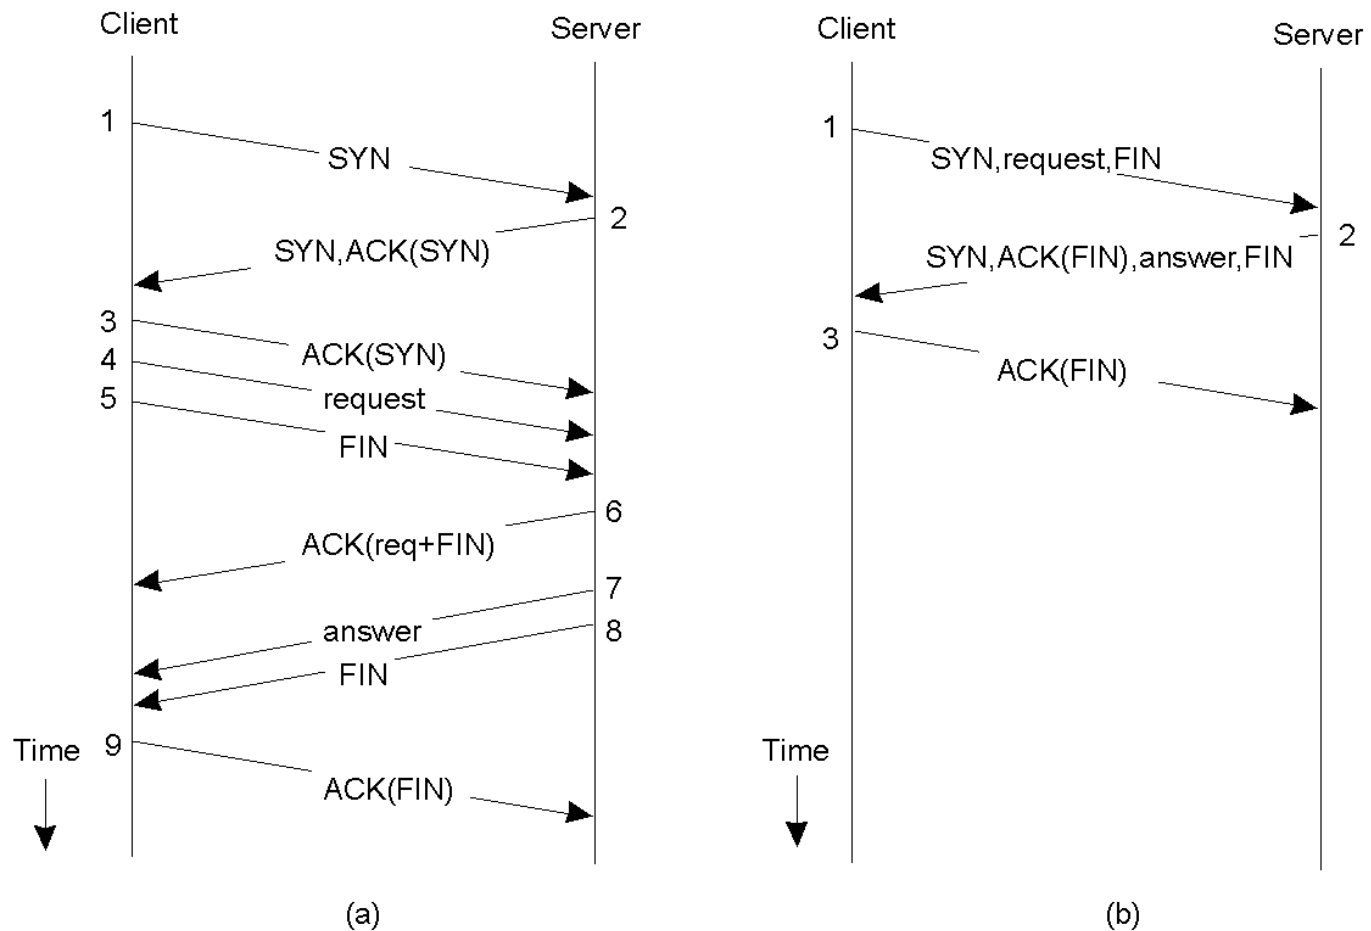 Client
Server
1
SYN
2
SYN,ACK(SYN)
3
ACK(SYN)
4
request
5
FIN
6
ACK(req+FIN)
7
answer
8
FIN
9
Time
ACK(FIN)
(a)
Client
Server
1
SYN,request,FIN
2
SYN,ACK(FIN),answer,FIN
3
ACK(FIN)
Time
(b)